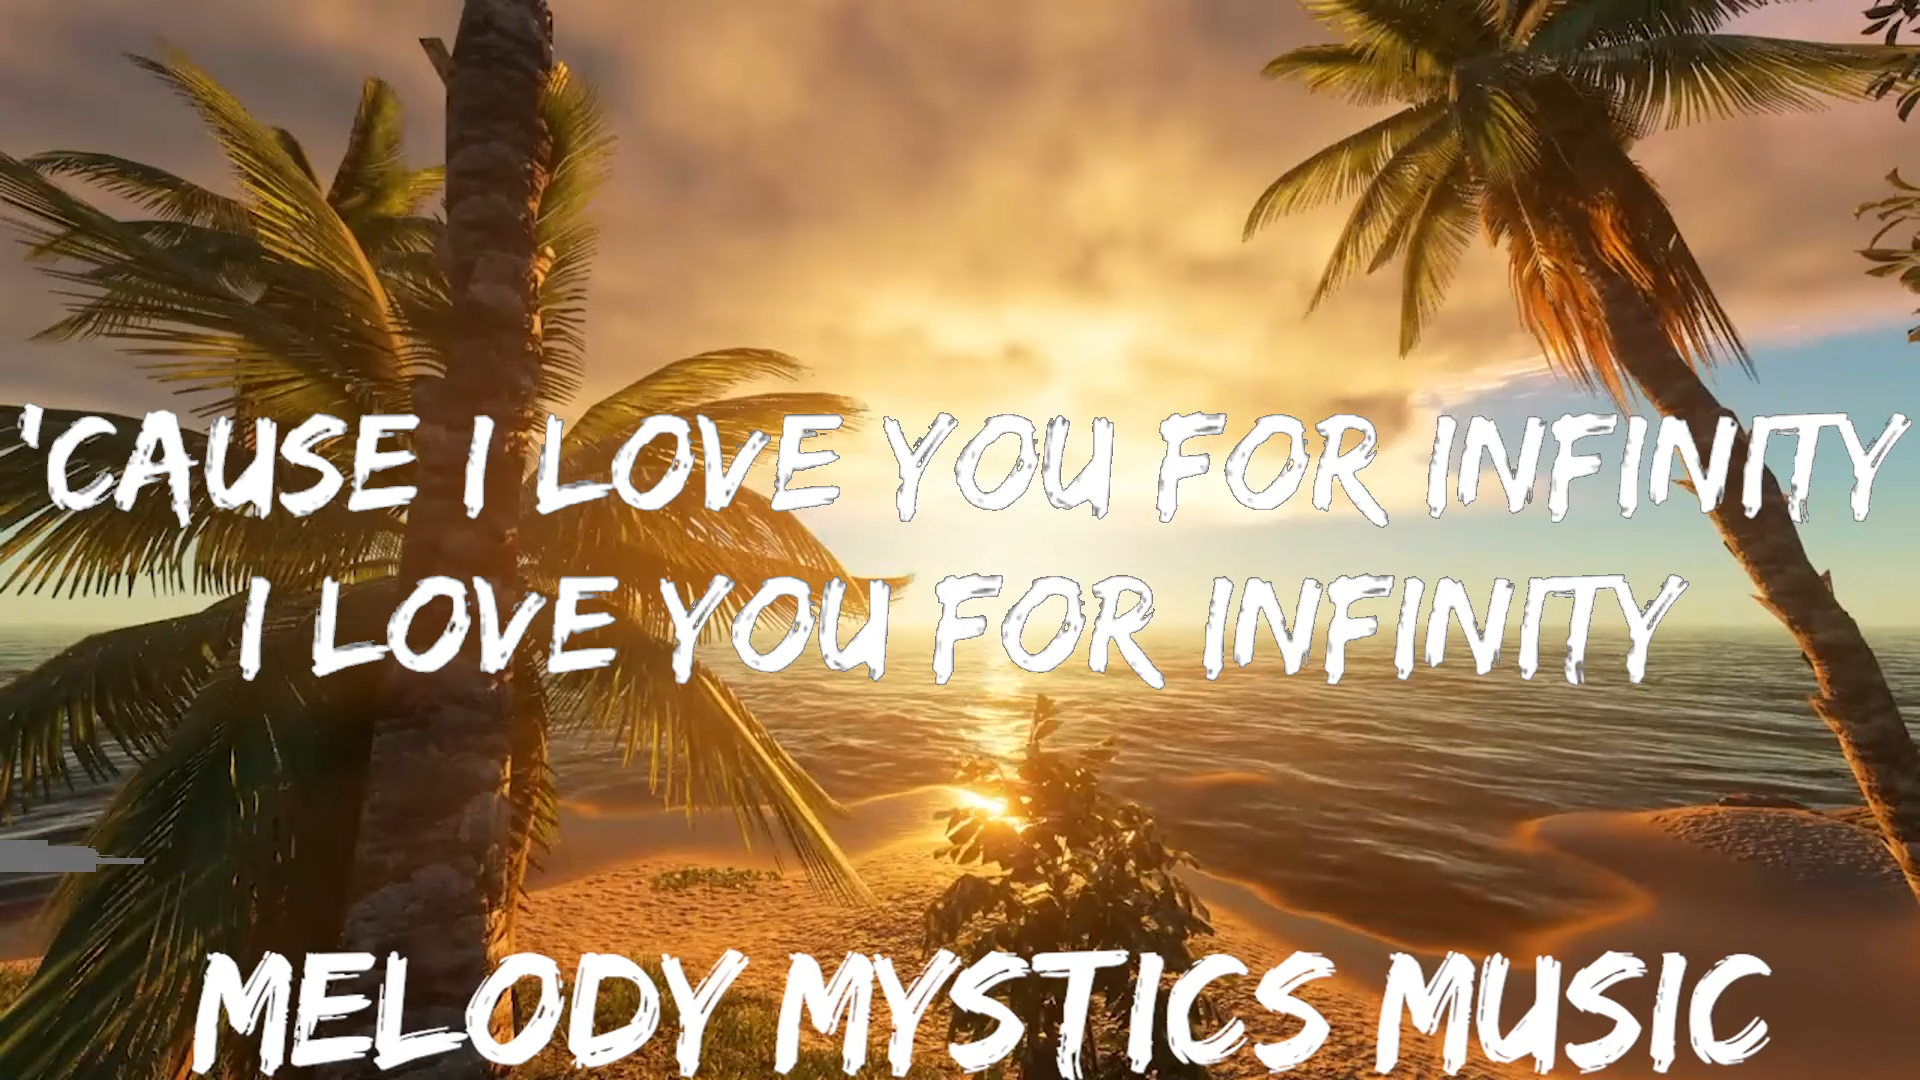 'CAUSE I LOVE YOU FOR INFINITY
I LOVE YOU FOR INFINITY
MELODY MYSTICS MUSIC